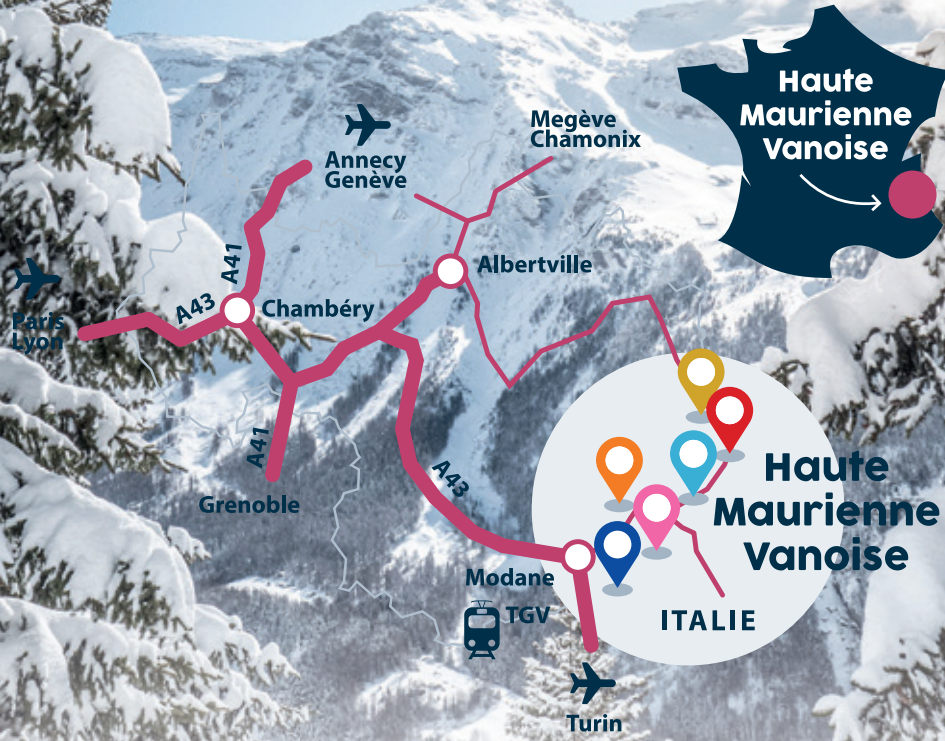 Haute
Maurienne
Vanoise
Megève
Chamonix
Annecy
Genève
A41
Albertville
A43
Chambéry
Paris
Lyon
A41
A43
Grenoble
Haute
Maurienne
Vanoise
Modane
TGV
ITALIE
Turin